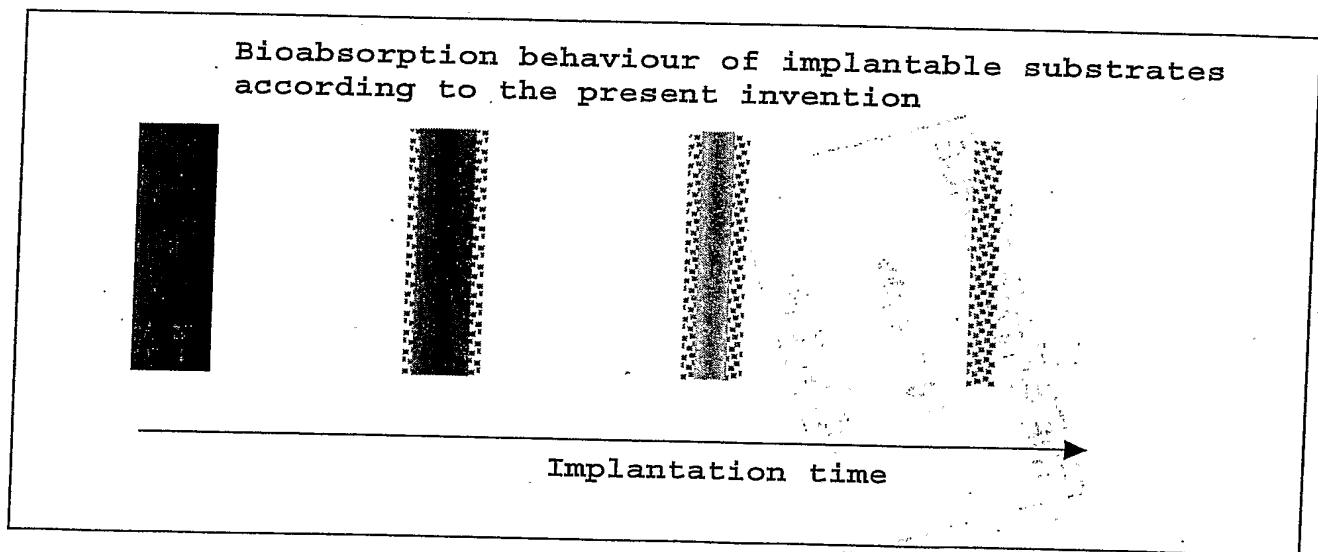 Bioabsorption behaviour of implantable substrates
according to the present invention
Implantation time